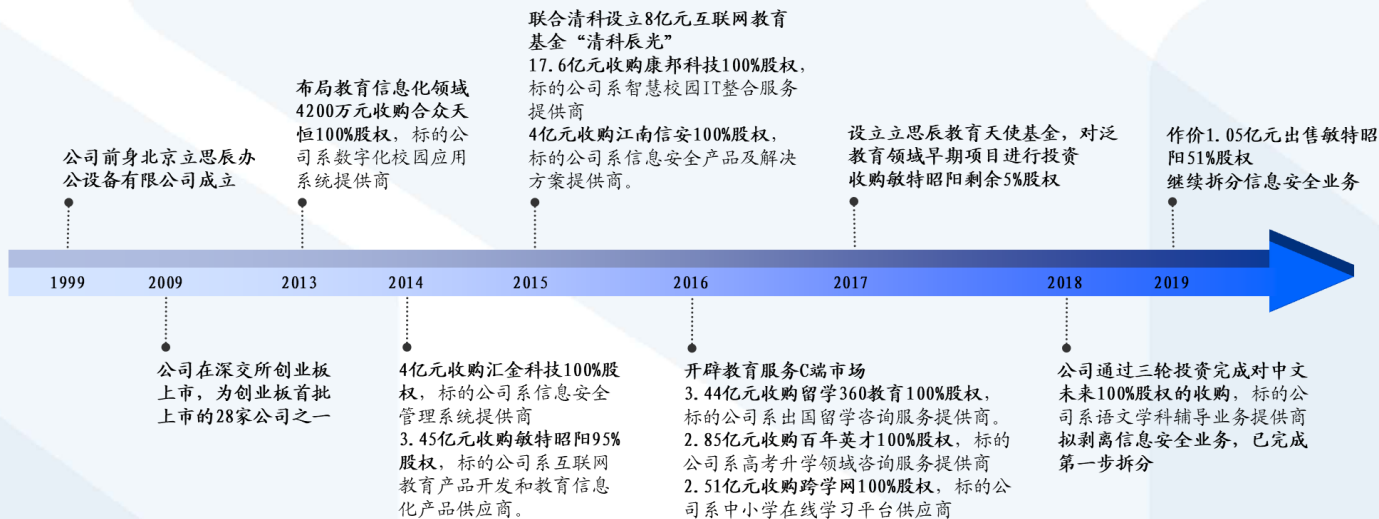 公司前身北京立思辰办
公设备有限公司成立
布局教育信息化领域
4200万元收购合众天
恒100%股权，标的公
司系数字化校园应用
系统提供商
联合清科设立8亿元互联网教育
基金“清科辰光”
17.6亿元收购康邦科技100%股权，
标的公司系智慧校园IT整合服务
提供商
4亿元收购江南信安100%股权，
标的公司系信息安全产品及解决
方案提供商。
设立立思辰教育天使基金，对泛
教育领域早期项目进行投资
收购敏特昭阳剩余5%股权
作价1.05亿元出售敏特昭
阳51%股权
继续拆分信息安全业务
1999 2009 2013 2014 2015 2016 2017 2018 2019
公司在深交所创业板
上市，为创业板首批
上市的28家公司之一
4亿元收购汇金科技100%股
权，标的公司系信息安全
管理系统提供商
3.45亿元收购敏特昭阳95%
股权，标的公司系互联网
教育产品开发和教育信息
化产品供应商。
开辟教育服务C端市场
3.44亿元收购留学360教育100%股权，
标的公司系出国留学咨询服务提供商。
2.85亿元收购百年英才100%股权，标的
公司系高考升学领域咨询服务提供商
2.51亿元收购跨学网100%股权，标的公
司系中小学在线学习平台供应商
公司通过三轮投资完成对中文
未来100%股权的收购，标的公
司系语文学科辅导业务提供商
拟剥离信息安全业务，已完成
第一步拆分